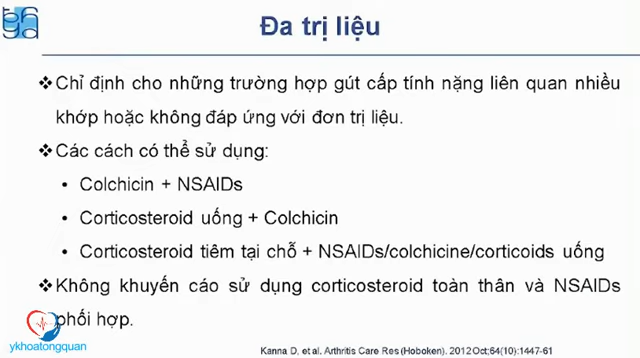 Đa trị liệu
❖Chỉ định cho những trường hợp gút cấp tính nặng liên quan nhiều
khớp hoặc không đáp ứng với đơn trị liệu.
❖Các cách có thể sử dụng:
• Colchicin + NSAIDs
• Corticosteroid uống + Colchicin
• Corticosteroid tiêm tại chỗ + NSAIDs/colchicine/corticoids uống
❖Không khuyến cáo sử dụng corticosteroid toàn thân và NSAIDs
phối hợp.
ykhoatongquan
Kanna D. et al. Arthritis Care Res (Hoboken). 2012 Oct;64(10):1447-61